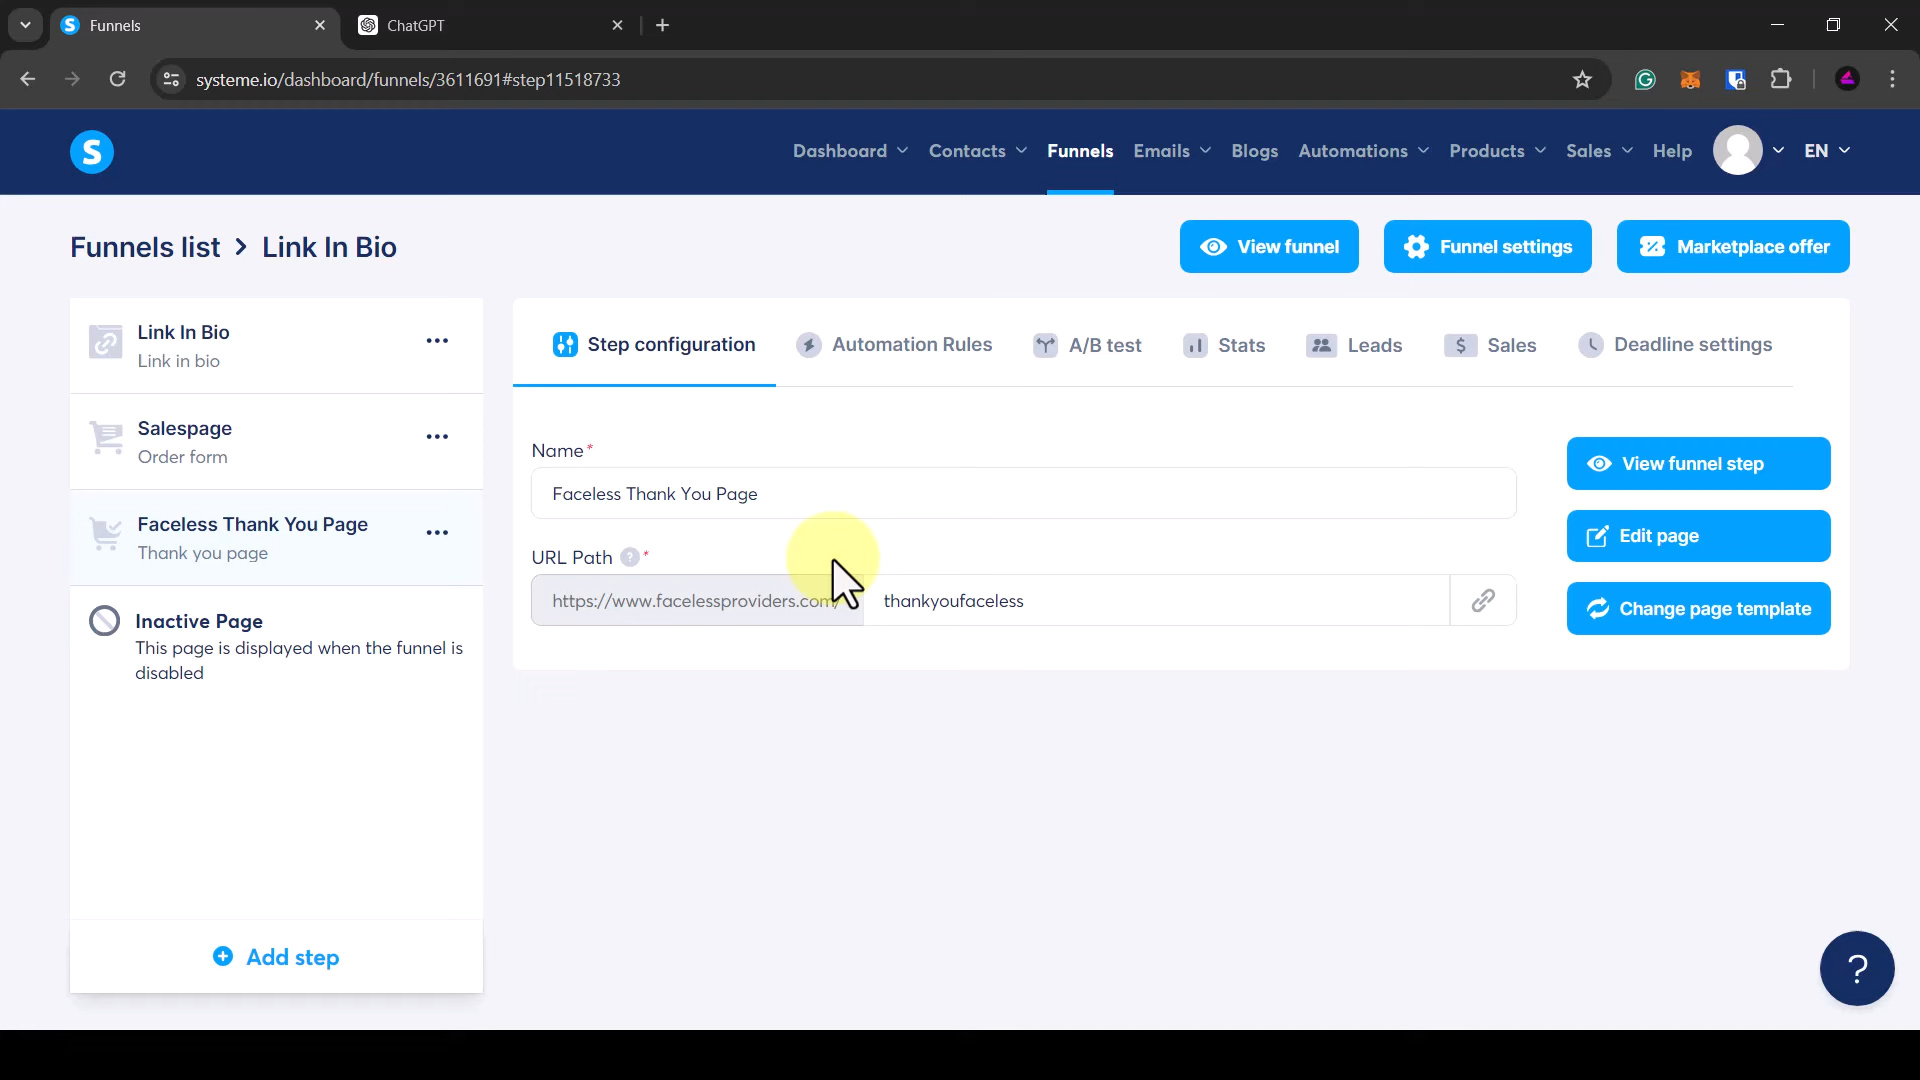 Funnels
ChatGPT
systeme.io/dashboard/funnels/3611691#step11518733
S
Dashboard
Contacts
Funnels
Emails
Blogs
Automations
Products
Sales
Help
EN
Funnels list > Link In Bio
View funnel
Funnel settings
Marketplace offer
Link In Bio
Link in bio
Salespage
Order form
Faceless Thank You Page
Thank you page
Inactive Page
This page is displayed when the funnel is
disabled
Add step
Step configuration
Automation Rules
A/B test
Stats
Leads
$ Sales
Deadline settings
Name*
Faceless Thank You Page
URL Path ? *
https://www.facelessproviders.com/
thankyoufaceless
View funnel step
Edit page
Change page template
?